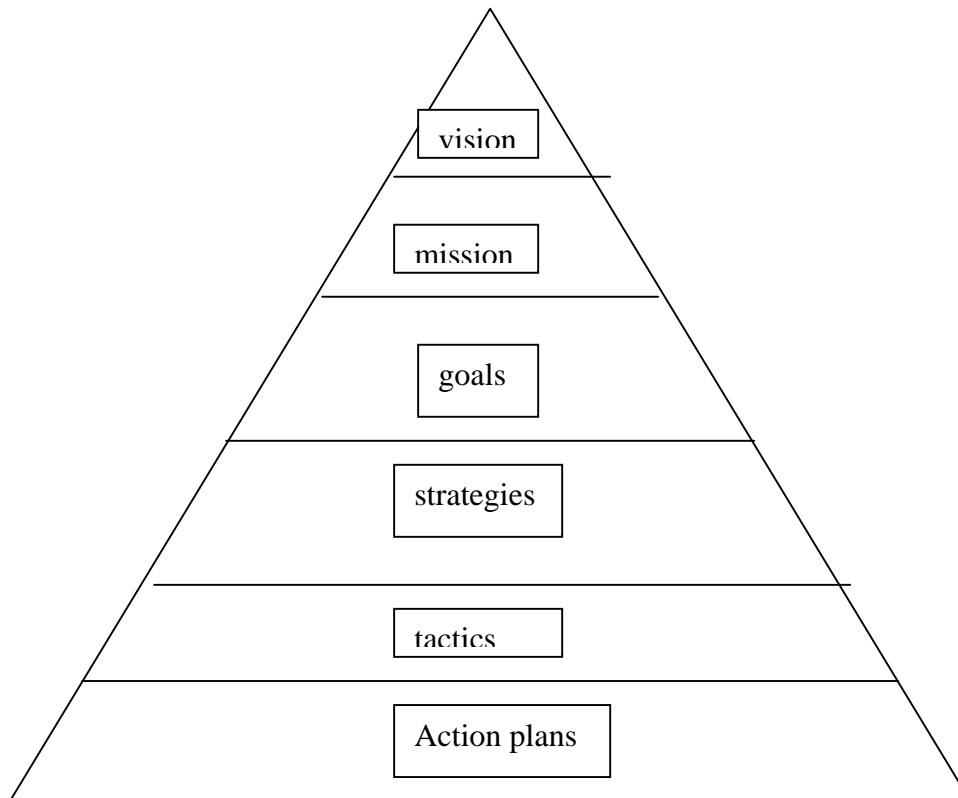 vision
mission
goals
strategies
tactics
Action plans